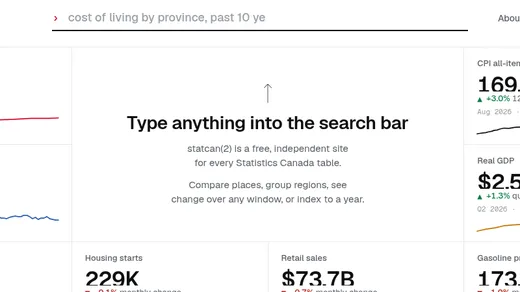 › cost of living by province, past 10 ye
Abou
CPI all-iten
169.
▲ +3.0% 12
Aug 2026 ·
↑
Type anything into the search bar
statcan(2) is a free, independent site
for every Statistics Canada table.
Compare places, group regions, see
change over any window, or index to a year.
Real GDP
$2.5
▲ +1.3% qu
Q2 2026 ·
Housing starts
229K
Retail sales
$73.7B
Gasoline pr
173.